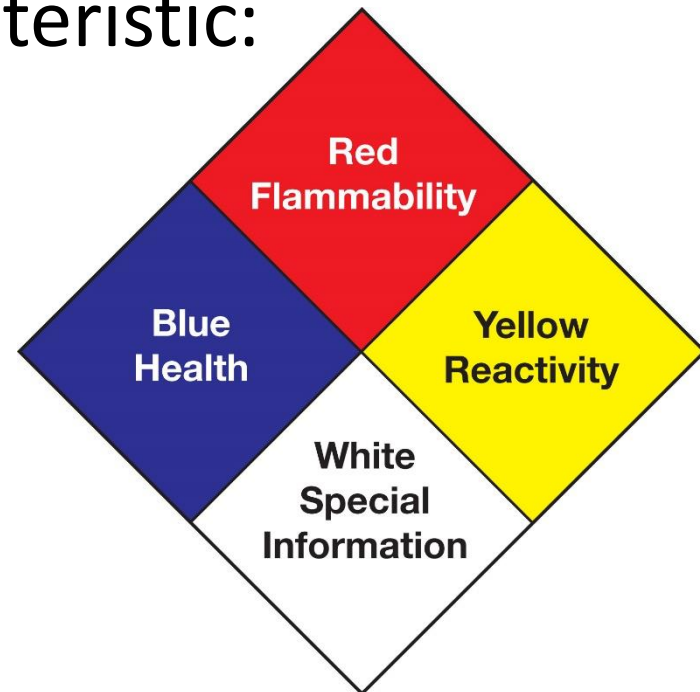 teristic:
Red
Flammability
Blue
Health
Yellow
Reactivity
White
Special
Information